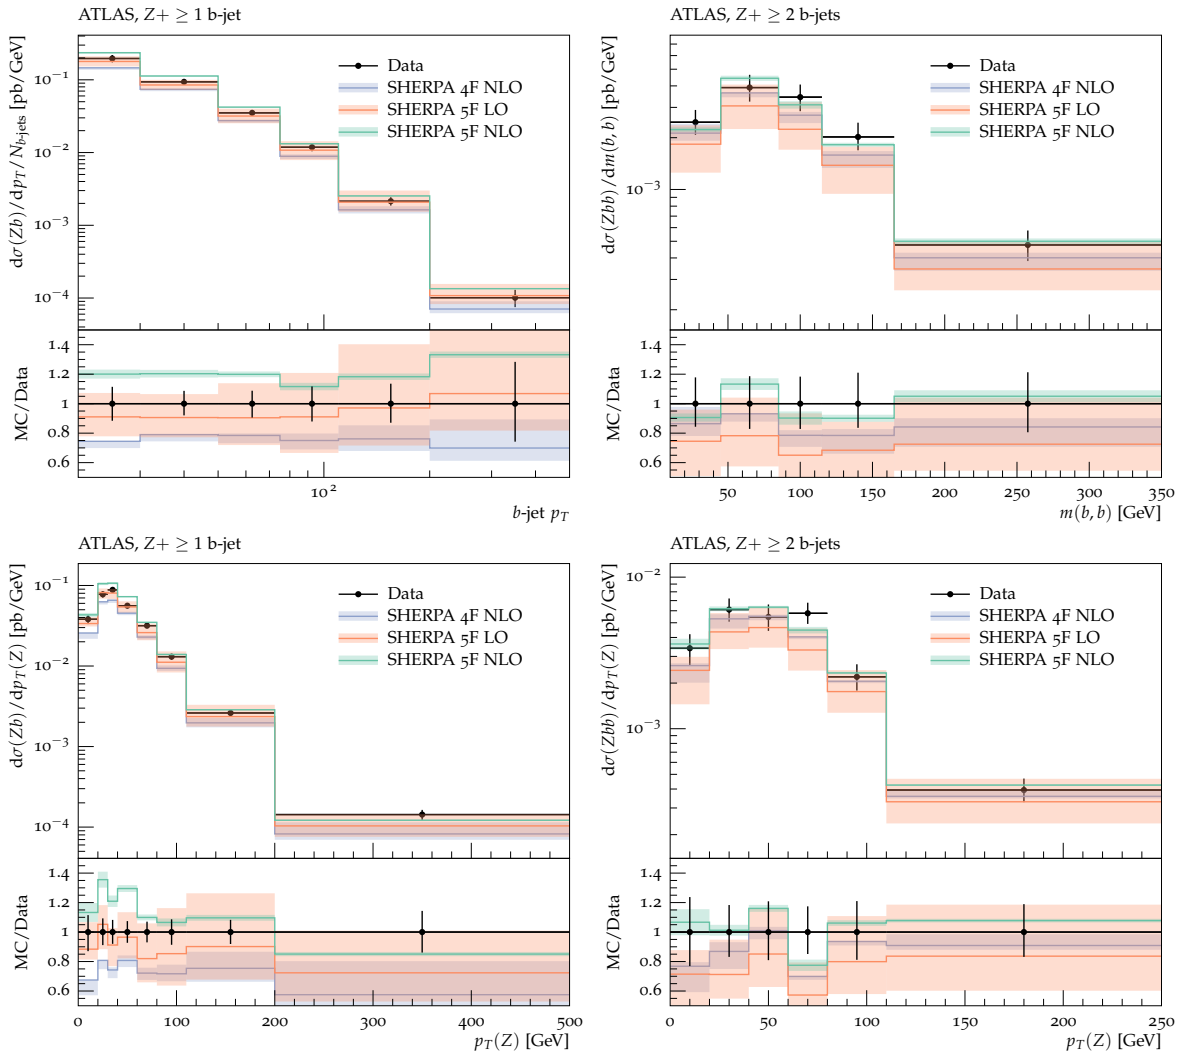 ATLAS, Z+ ≥ 1 b-jet
dσ(Zb)/dp_T/N_b-jets [pb/GeV]
10⁻¹
10⁻²
10⁻³
10⁻⁴
Data
SHERPA 4F NLO
SHERPA 5F LO
SHERPA 5F NLO
MC/Data
1.4
1.2
1
0.8
0.6
10²
b-jet p_T
ATLAS, Z+ ≥ 2 b-jets
dσ(Zbb)/dm(b, b) [pb/GeV]
10⁻³
Data
SHERPA 4F NLO
SHERPA 5F LO
SHERPA 5F NLO
MC/Data
1.4
1.2
1
0.8
0.6
50 100 150 200 250 300 350
m(b, b) [GeV]
ATLAS, Z+ ≥ 1 b-jet
dσ(Zb)/dp_T(Z) [pb/GeV]
10⁻¹
10⁻²
10⁻³
10⁻⁴
Data
SHERPA 4F NLO
SHERPA 5F LO
SHERPA 5F NLO
MC/Data
1.4
1.2
1
0.8
0.6
0 100 200 300 400 500
p_T(Z) [GeV]
ATLAS, Z+ ≥ 2 b-jets
dσ(Zbb)/dp_T(Z) [pb/GeV]
10⁻²
10⁻³
Data
SHERPA 4F NLO
SHERPA 5F LO
SHERPA 5F NLO
MC/Data
1.4
1.2
1
0.8
0.6
0 50 100 150 200 250
p_T(Z) [GeV]